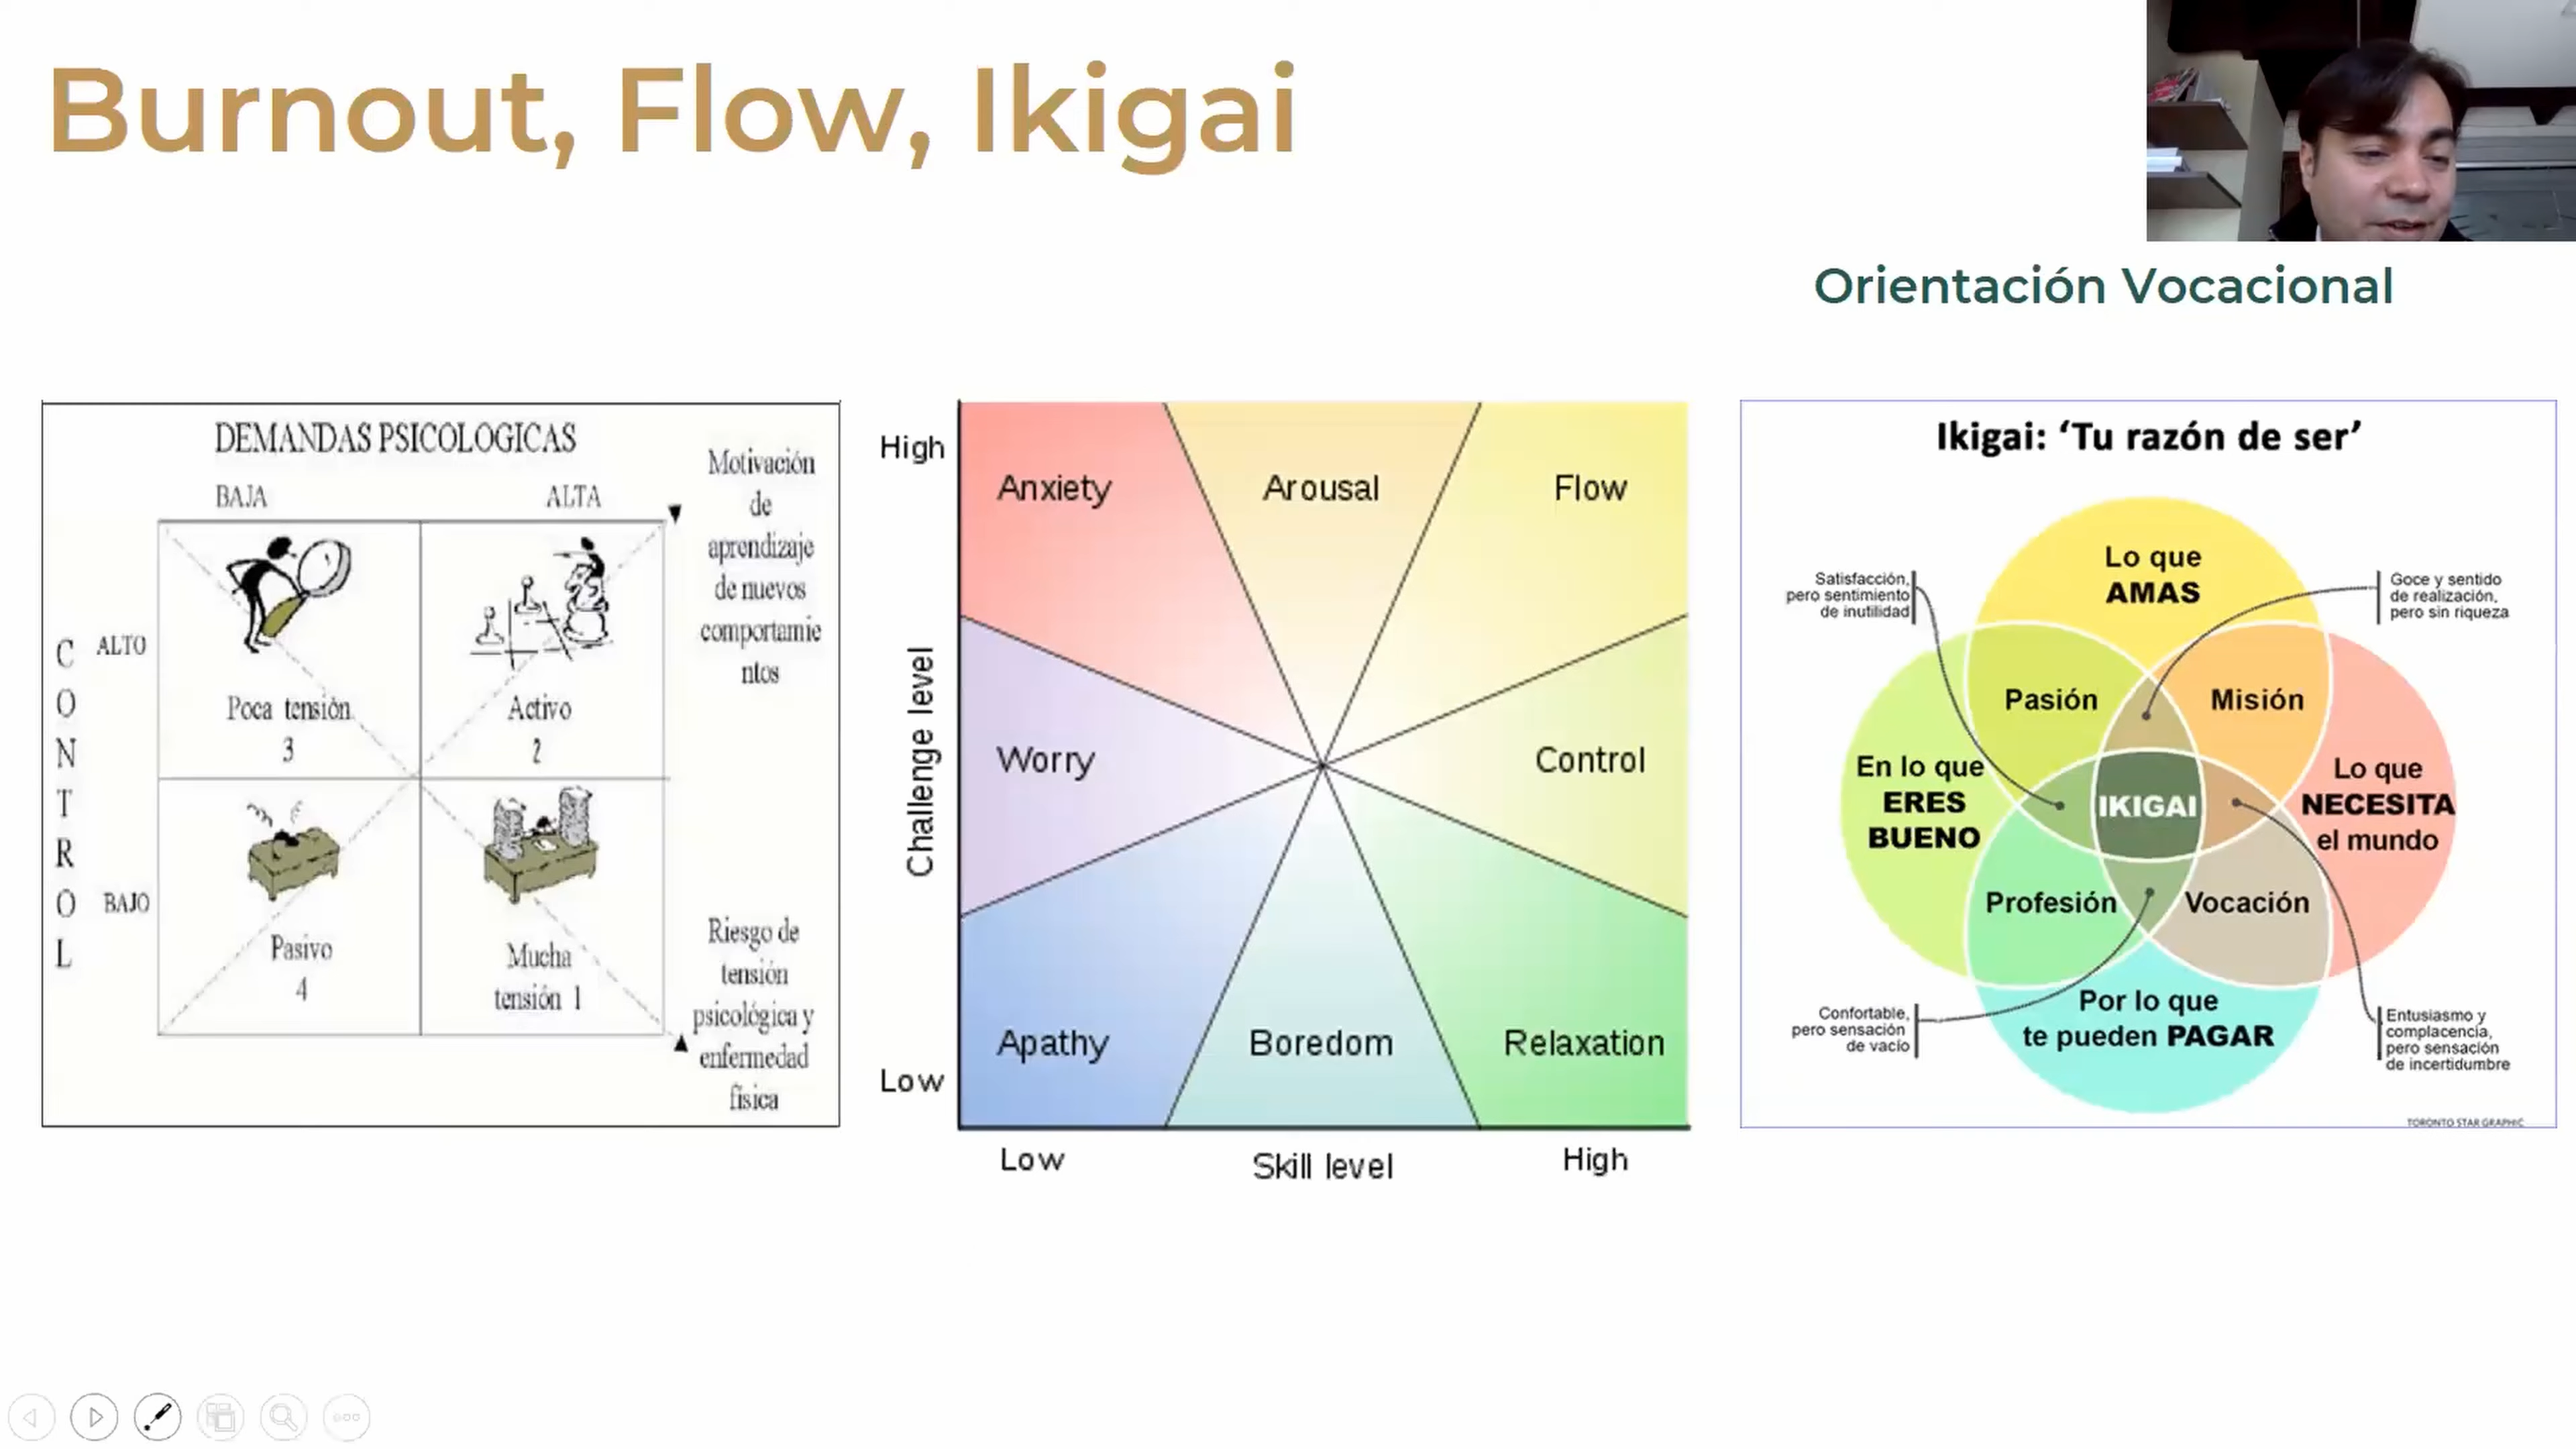 Burnout, Flow, Ikigai
Orientación Vocacional
DEMANDAS PSICOLOGICAS
BAJA
ALTA
CONTROL
ALTO
BAJO
Poca tensión
3
Activo
2
Pasivo
4
Mucha
tensión 1
Motivación
de
aprendizaje
de nuevos
comportamie
ntos
Riesgo de
tensión
psicológica y
enfermedad
física
High
Challenge level
Low
Anxiety
Arousal
Flow
Worry
Control
Apathy
Boredom
Relaxation
Low
Skill level
High
Ikigai: ‘Tu razón de ser’
Lo que
AMAS
Satisfacción,
pero sentimiento
de inutilidad
Goce y sentido
de realización,
pero sin riqueza
Pasión
Misión
En lo que
ERES
BUENO
IKIGAI
Lo que
NECESITA
el mundo
Profesión
Vocación
Por lo que
te pueden PAGAR
Confortable,
pero sensación
de vacío
Entusiasmo y
complacencia,
pero sensación
de incertidumbre
TORONTO STAR GRAPHIC